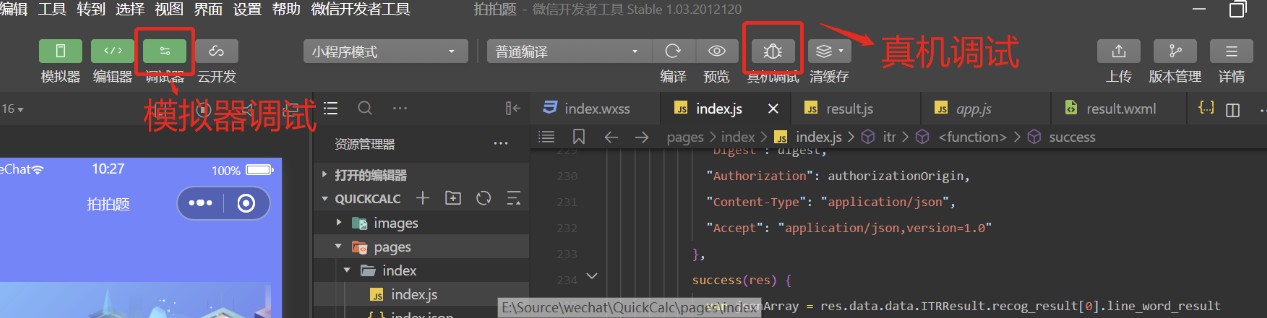 编辑 工具 转到 选择 视图 界面 设置 帮助 微信开发者工具 拍拍题 - 微信开发者工具 Stable 1.03.2012120
小程序模式 普通编译
模拟器 编辑器 调试器 云开发 编译 预览 真机调试 清缓存 上传 版本管理 详情
真机调试
模拟器调试
16
index.wxss index.js result.js app.js result.wxml
资源管理器
pages > index > index.js > itr > <function> > success
打开的编辑器
QUICKCALC
images
pages
index
index.js
index.json
eChat 10:27 100%
拍拍题
229 "Digest": digest,
230 "Authorization": authorizationOrigin,
231 "Content-Type": "application/json",
232 "Accept": "application/json,version=1.0"
233 },
234 success(res) {
= res.data.data.ITRResult.recog_result[0].line_word_result
E:\Source\wechat\QuickCalc\pages\index